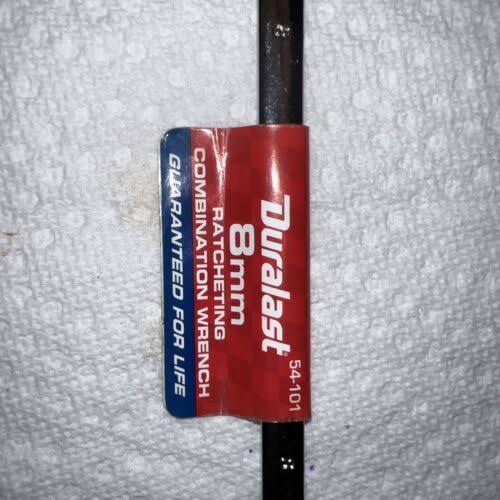 Duralast
54-101
8mm
RATCHETING
COMBINATION WRENCH
GUARANTEED FOR LIFE